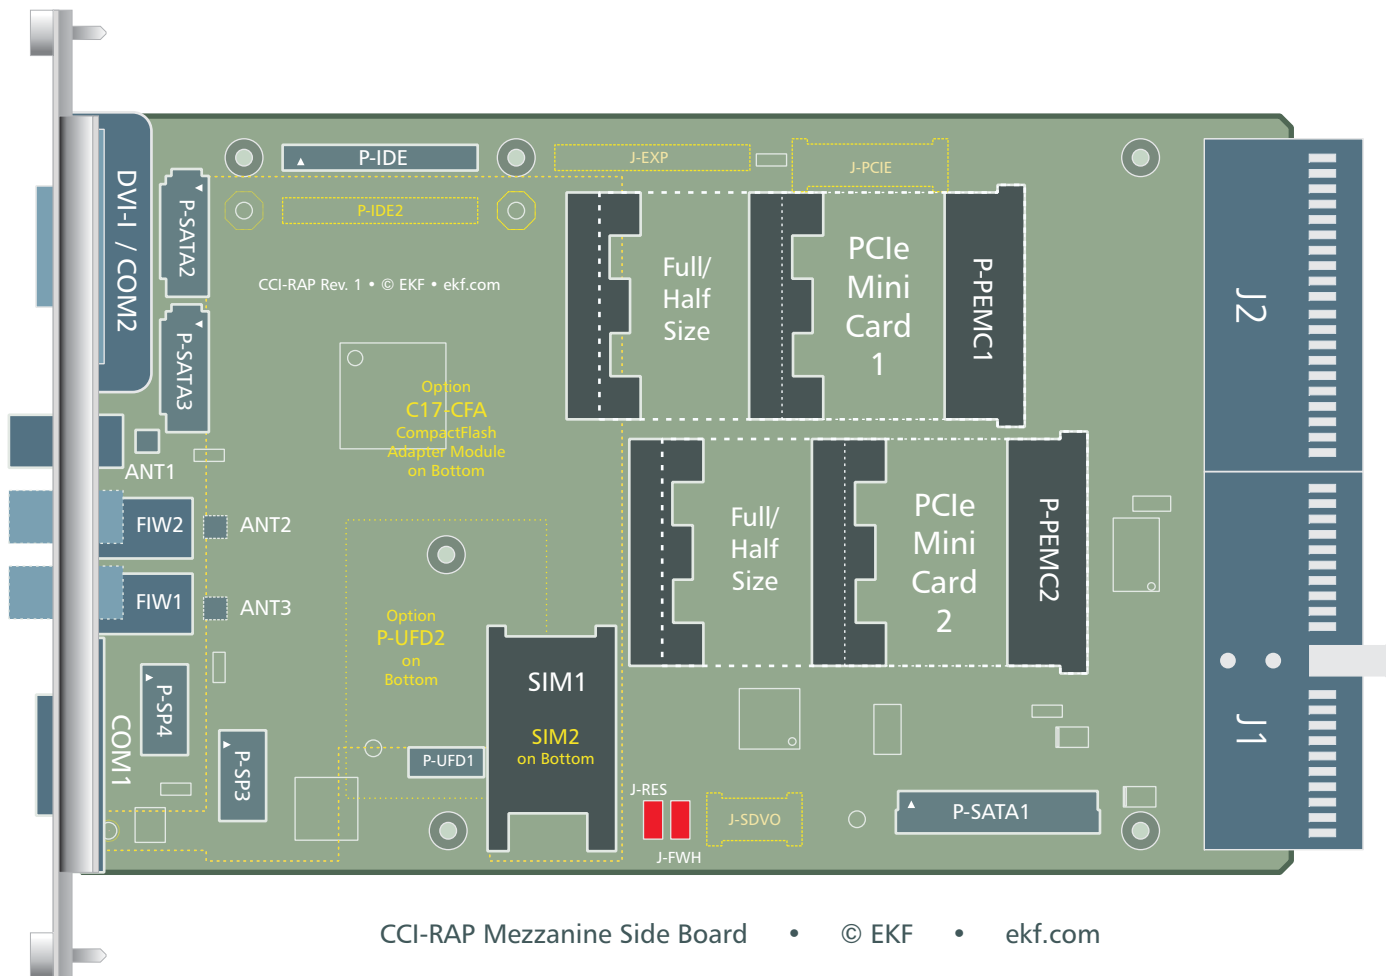 P-IDE
J-EXP
J-PCIE
P-IDE2
DVI-I / COM2
P-SATA2
P-SATA3
CCI-RAP Rev. 1 • © EKF • ekf.com
Full/
Half
Size
PCIe
Mini
Card
1
P-PEMC1
J2
Option
C17-CFA
CompactFlash
Adapter Module
on Bottom
ANT1
FIW2
ANT2
FIW1
ANT3
Full/
Half
Size
PCIe
Mini
Card
2
P-PEMC2
Option
P-UFD2
on
Bottom
SIM1
SIM2
on Bottom
P-SP4
COM1
P-SP3
P-UFD1
J-RES
J-FWH
J-SDVO
P-SATA1
J1
CCI-RAP Mezzanine Side Board • © EKF • ekf.com